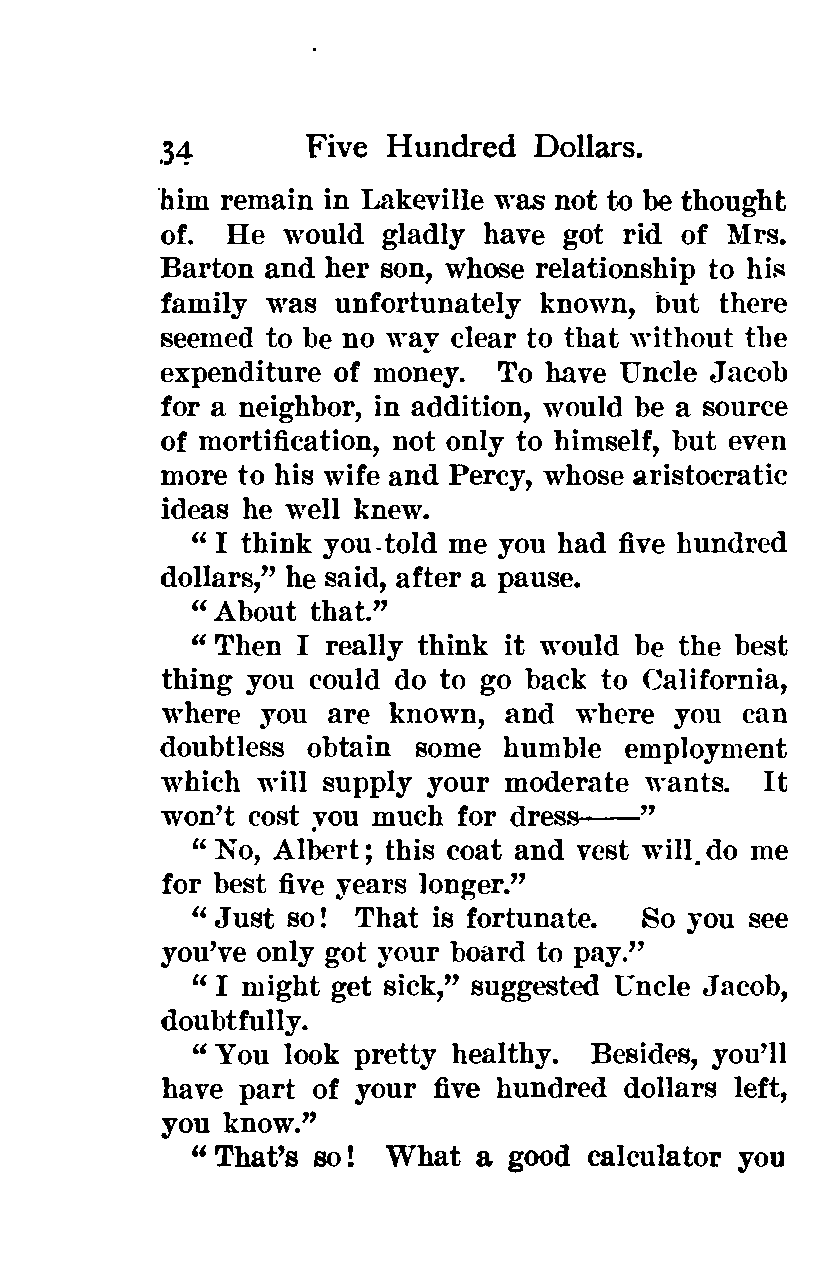 34 Five Hundred Dollars.
him remain in Lakeville was not to be thought
of. He would gladly have got rid of Mrs.
Barton and her son, whose relationship to his
family was unfortunately known, but there
seemed to be no way clear to that without the
expenditure of money. To have Uncle Jacob
for a neighbor, in addition, would be a source
of mortification, not only to himself, but even
more to his wife and Percy, whose aristocratic
ideas he well knew.
“I think you told me you had five hundred
dollars,” he said, after a pause.
“About that.”
“Then I really think it would be the best
thing you could do to go back to California,
where you are known, and where you can
doubtless obtain some humble employment
which will supply your moderate wants. It
won’t cost you much for dress——”
“No, Albert; this coat and vest will do me
for best five years longer.”
“Just so! That is fortunate. So you see
you’ve only got your board to pay.”
“I might get sick,” suggested Uncle Jacob,
doubtfully.
“You look pretty healthy. Besides, you’ll
have part of your five hundred dollars left,
you know.”
“That’s so! What a good calculator you